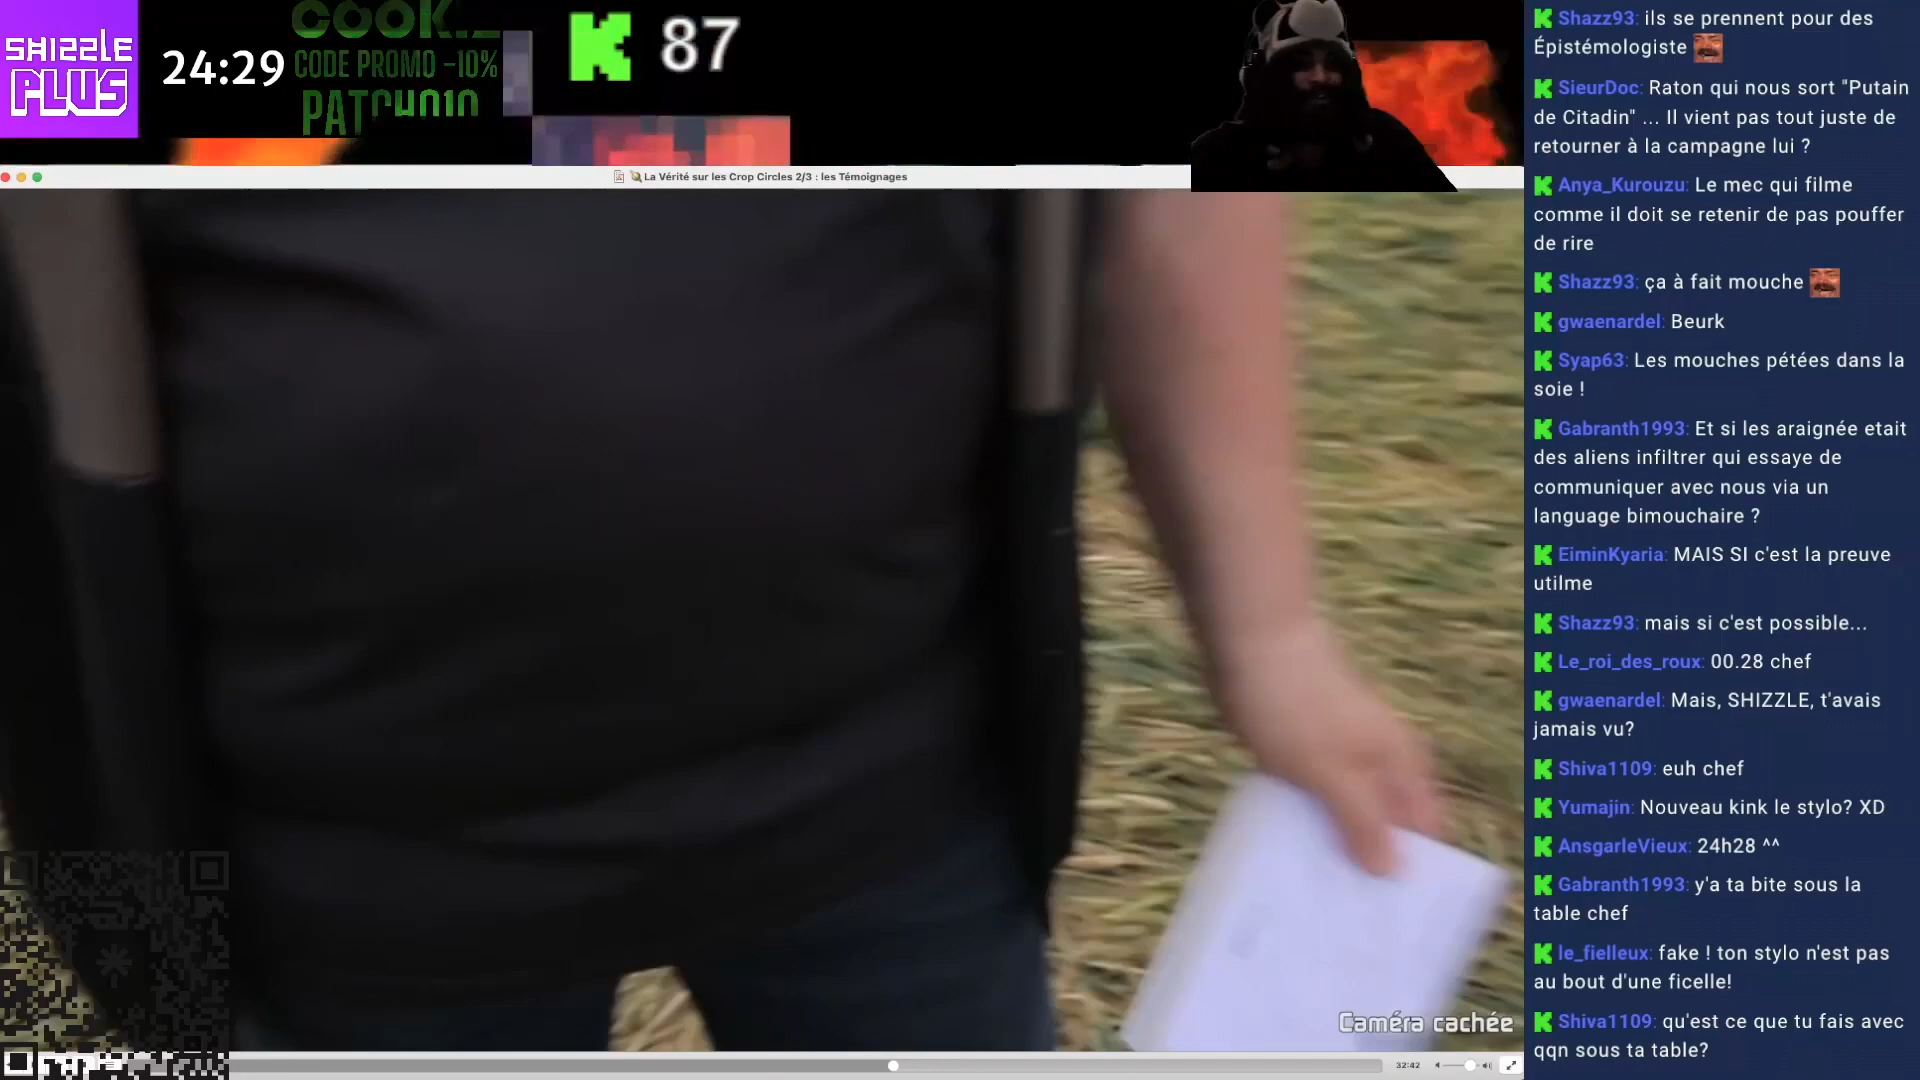 SHIZZLE
PLUS
24:29
CODE PROMO -10%
87
La Vérité sur les Crop Circles 2/3 : les Témoignages
Shazz93: ils se prennent pour des
Épistémologiste
SieurDoc: Raton qui nous sort "Putain
de Citadin" ... Il vient pas tout juste de
retourner à la campagne lui ?
Anya_Kurouzu: Le mec qui filme
comme il doit se retenir de pas pouffer
de rire
Shazz93: ça à fait mouche
gwaenardel: Beurk
Syap63: Les mouches pétées dans la
soie !
Gabranth1993: Et si les araignée etait
des aliens infiltrer qui essaye de
communiquer avec nous via un
language bimouchaire ?
EiminKyaria: MAIS SI c'est la preuve
utilme
Shazz93: mais si c'est possible...
Le_roi_des_roux: 00.28 chef
gwaenardel: Mais, SHIZZLE, t'avais
jamais vu?
Shiva1109: euh chef
Yumajin: Nouveau kink le stylo? XD
AnsgarleVieux: 24h28 ^^
Gabranth1993: y'a ta bite sous la
table chef
le_fielleux: fake ! ton stylo n'est pas
au bout d'une ficelle!
Shiva1109: qu'est ce que tu fais avec
qqn sous ta table?
Caméra cachée
32:42